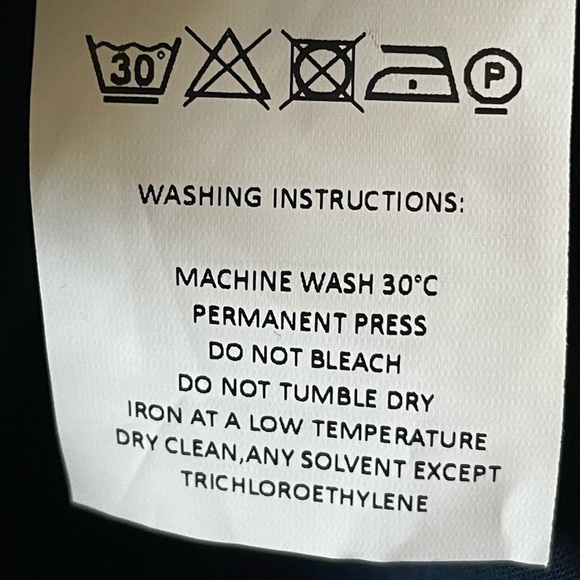 30° P
WASHING INSTRUCTIONS:
MACHINE WASH 30°C
PERMANENT PRESS
DO NOT BLEACH
DO NOT TUMBLE DRY
IRON AT A LOW TEMPERATURE
DRY CLEAN,ANY SOLVENT EXCEPT
TRICHLOROETHYLENE